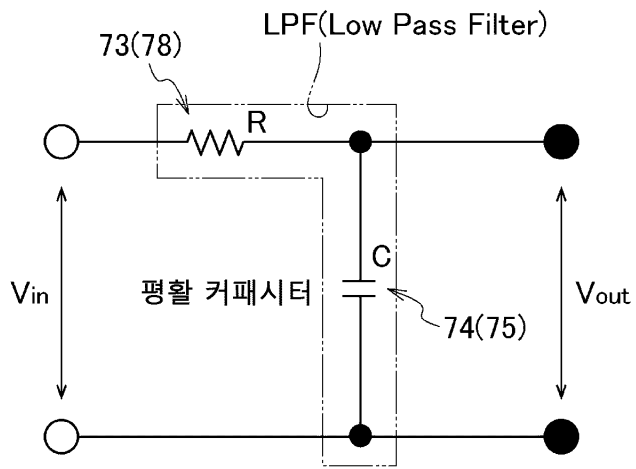 LPF(Low Pass Filter)
73(78)
R
C
평활 커패시터
Vin
Vout
74(75)